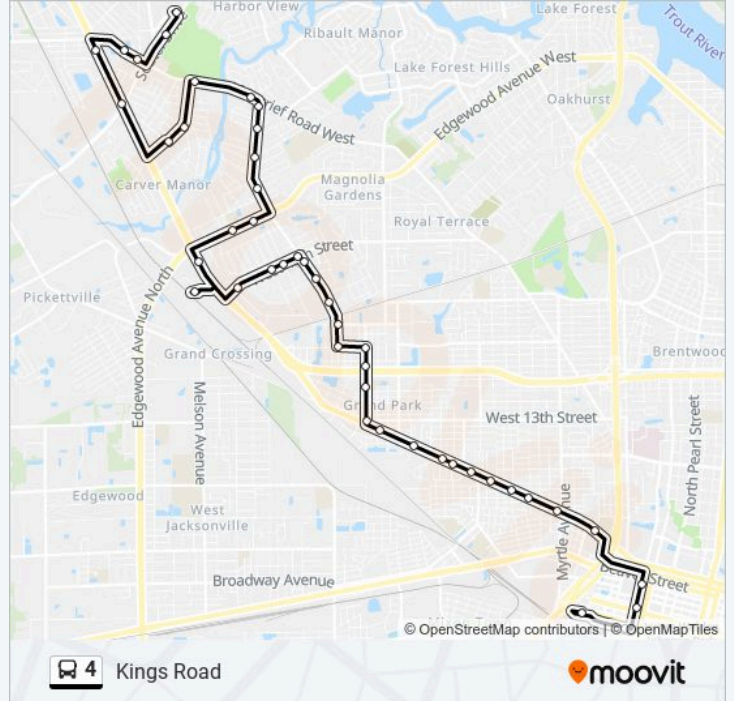 Harbor View
Lake Forest
Trout River
Ribault Manor
Lake Forest Hills
Edgewood Avenue West
Oakhurst
rief Road West
Carver Manor
Magnolia
Gardens
Royal Terrace
Street
Pickettville
Edgewood Avenue North
Grand Crossing
Brentwood
Melson Avenue
Grand Park
West 13th Street
North Pearl Street
Edgewood
West
Jacksonville
Myrtle Avenue
Broadway Avenue
Beaver Street
© OpenStreetMap contributors | © OpenMapTiles
4 Kings Road
moovit